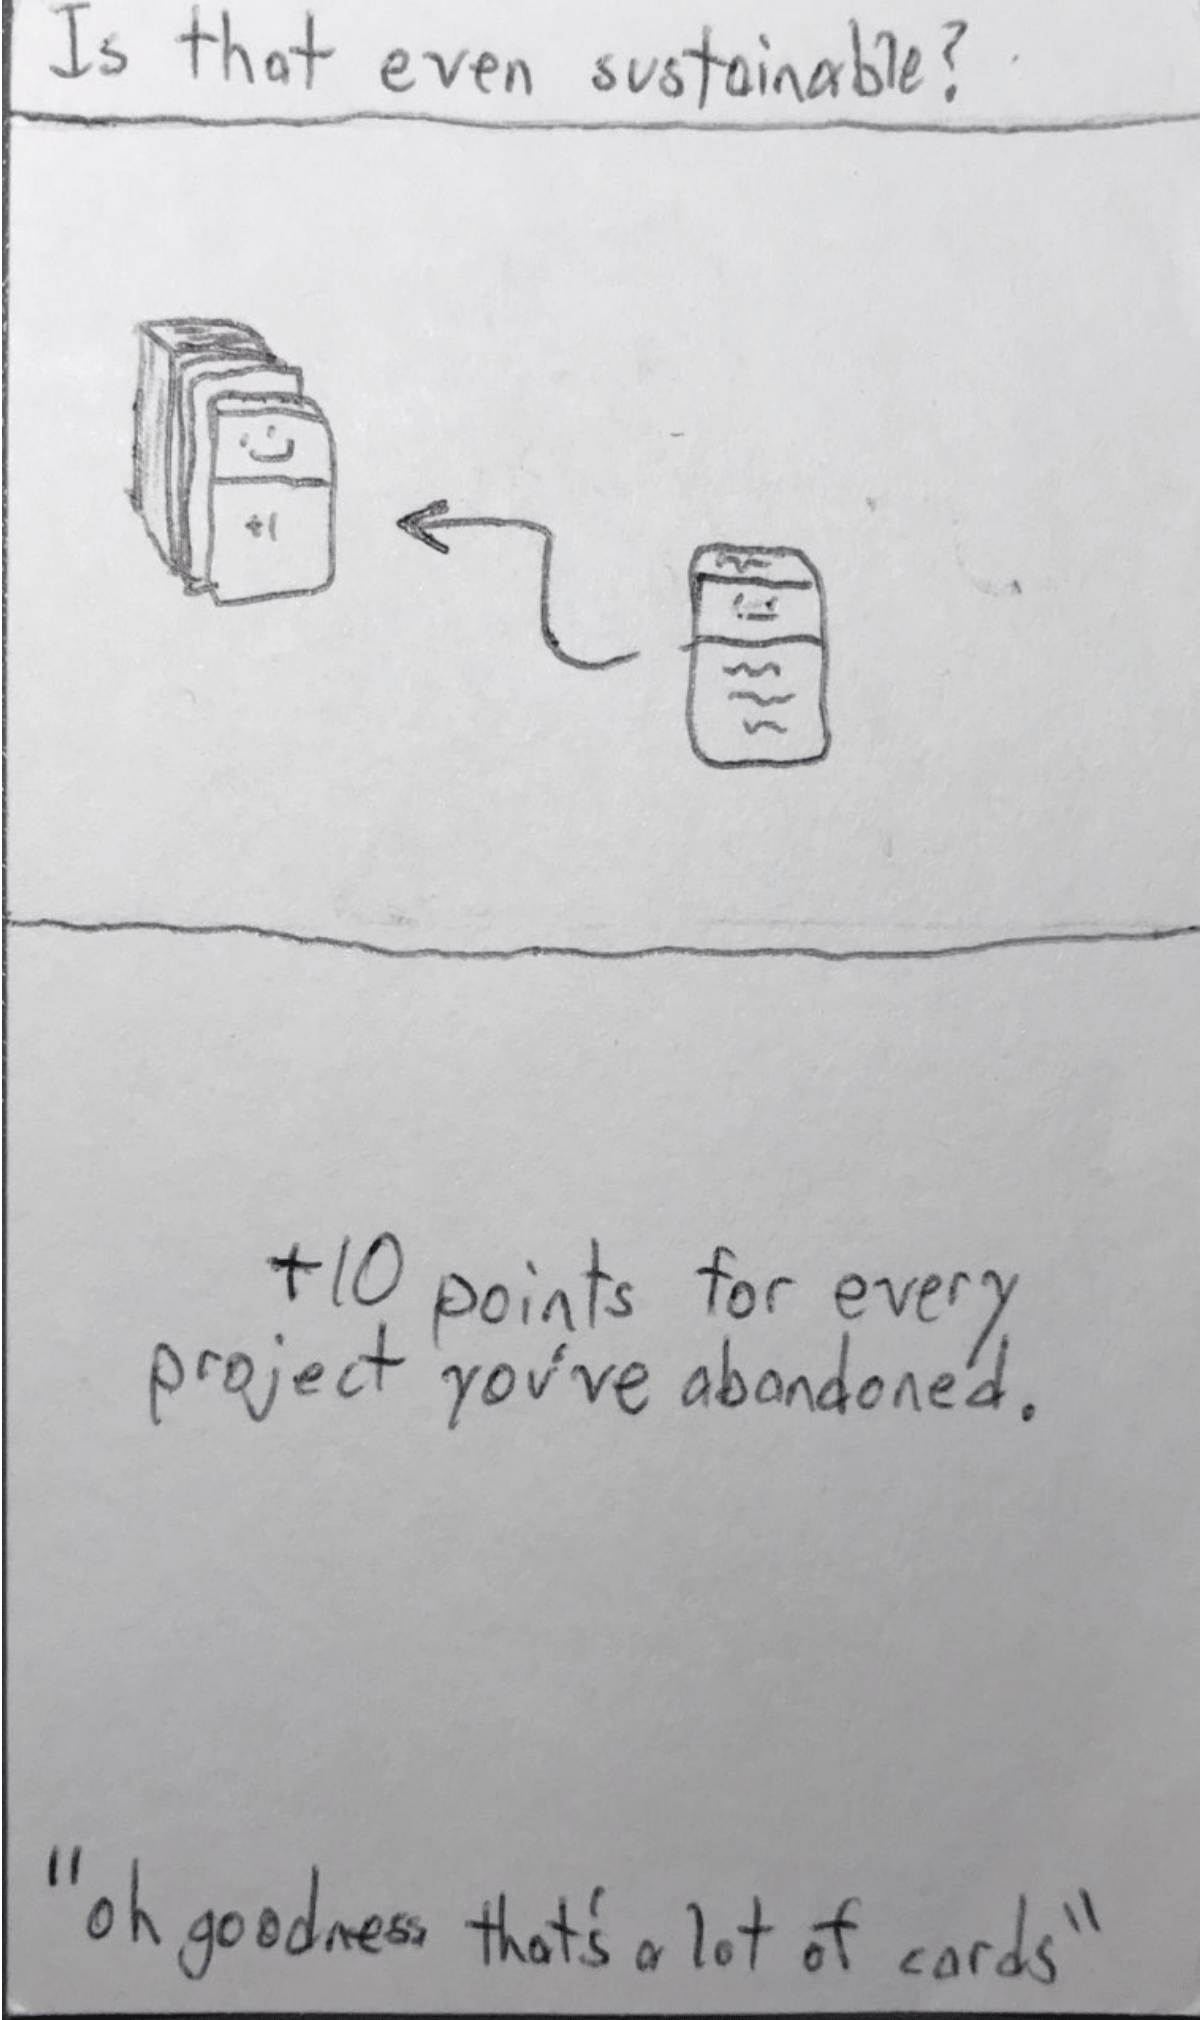 Is that even sustainable?
+1
+10 points for every
project you've abandoned.
"oh goodness that's a lot of cards"